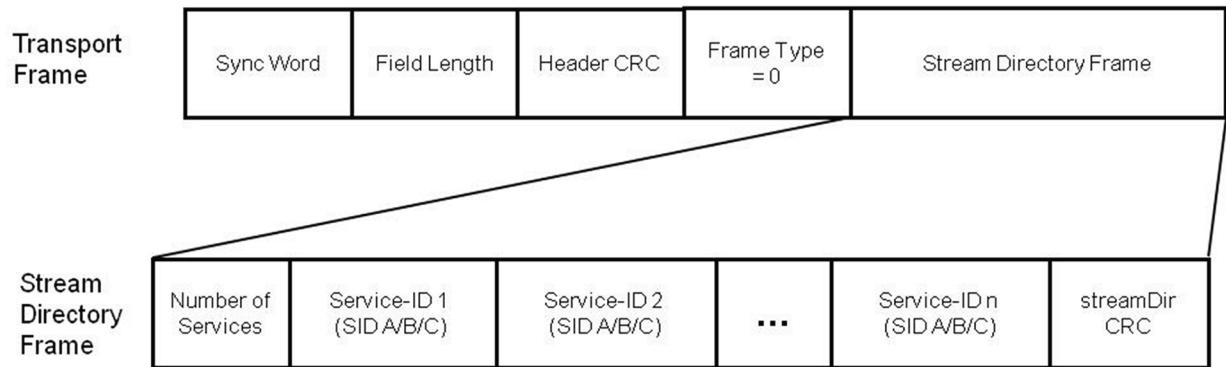 Transport
Frame
Sync Word
Field Length
Header CRC
Frame Type
= 0
Stream Directory Frame
Stream
Directory
Frame
Number of
Services
Service-ID 1
(SID A/B/C)
Service-ID 2
(SID A/B/C)
...
Service-ID n
(SID A/B/C)
streamDir
CRC